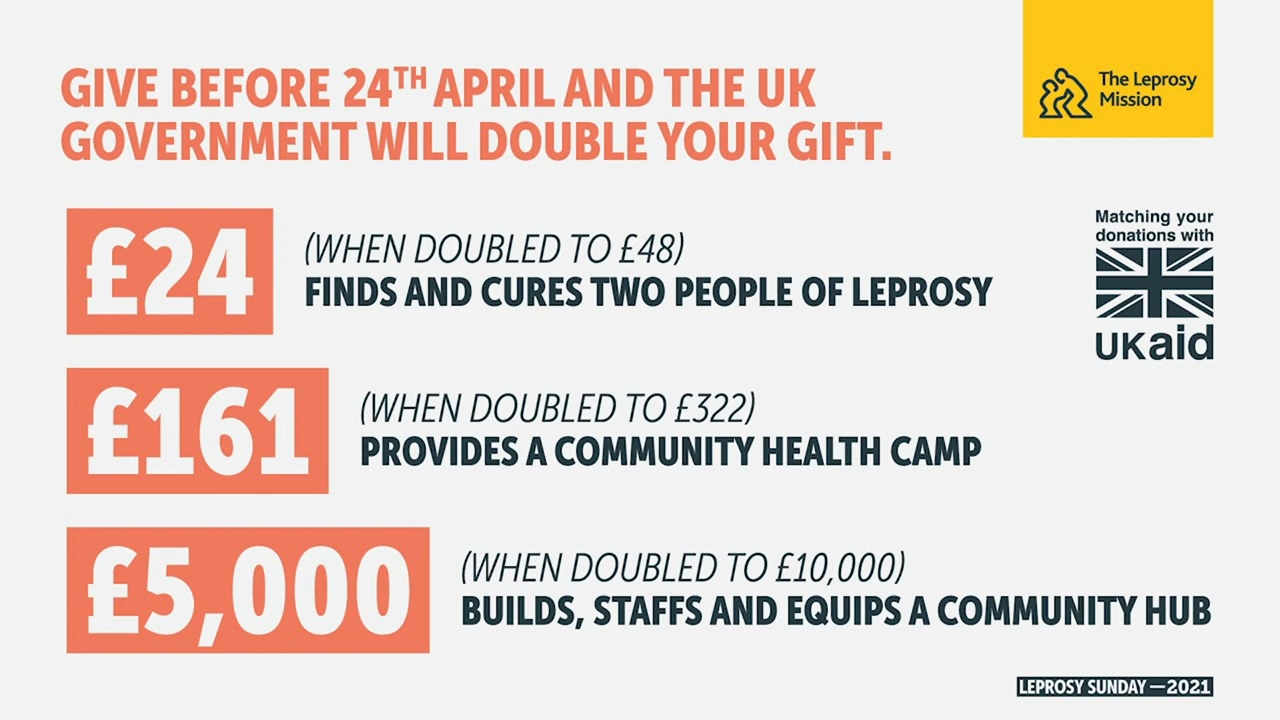 GIVE BEFORE 24TH APRIL AND THE UK
GOVERNMENT WILL DOUBLE YOUR GIFT.
The Leprosy
Mission
Matching your
donations with
UKaid
£24
(WHEN DOUBLED TO £48)
FINDS AND CURES TWO PEOPLE OF LEPROSY
£161
(WHEN DOUBLED TO £322)
PROVIDES A COMMUNITY HEALTH CAMP
£5,000
(WHEN DOUBLED TO £10,000)
BUILDS, STAFFS AND EQUIPS A COMMUNITY HUB
LEPROSY SUNDAY — 2021